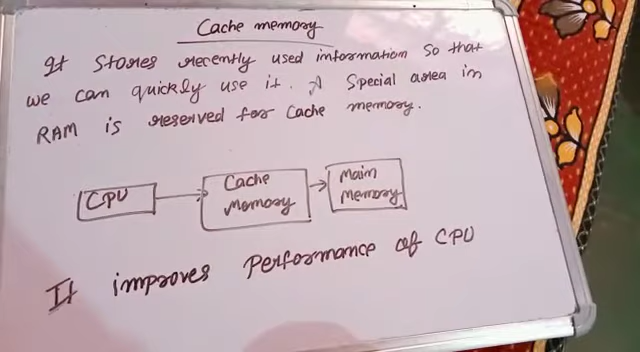 Cache memory
It stores recently used information so that
we can quickly use it. A special area in
RAM is reserved for cache memory.
CPU
Cache
memory
Main
memory
It improves performance of CPU